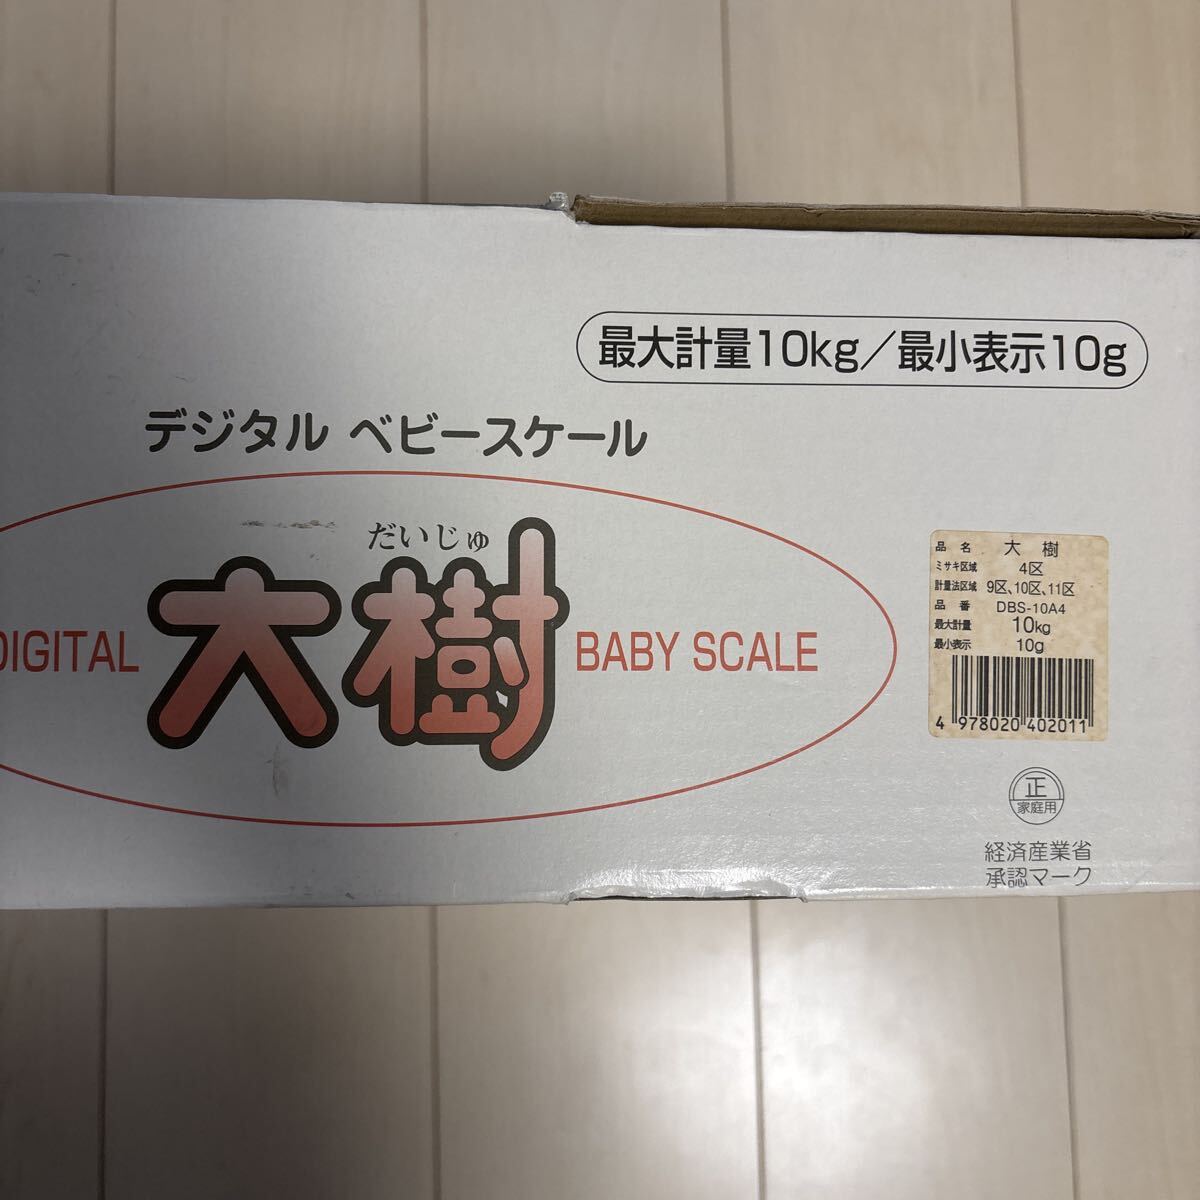 最大計量10kg／最小表示10g
デジタル ベビースケール
だいじゅ
DIGITAL 大樹 BABY SCALE
品名 大樹
ミサキ区域 4区
計量法区域 9区、10区、11区
品番 DBS-10A4
最大計量 10kg
最小表示 10g
4 978020 402011
正
家庭用
経済産業省
承認マーク